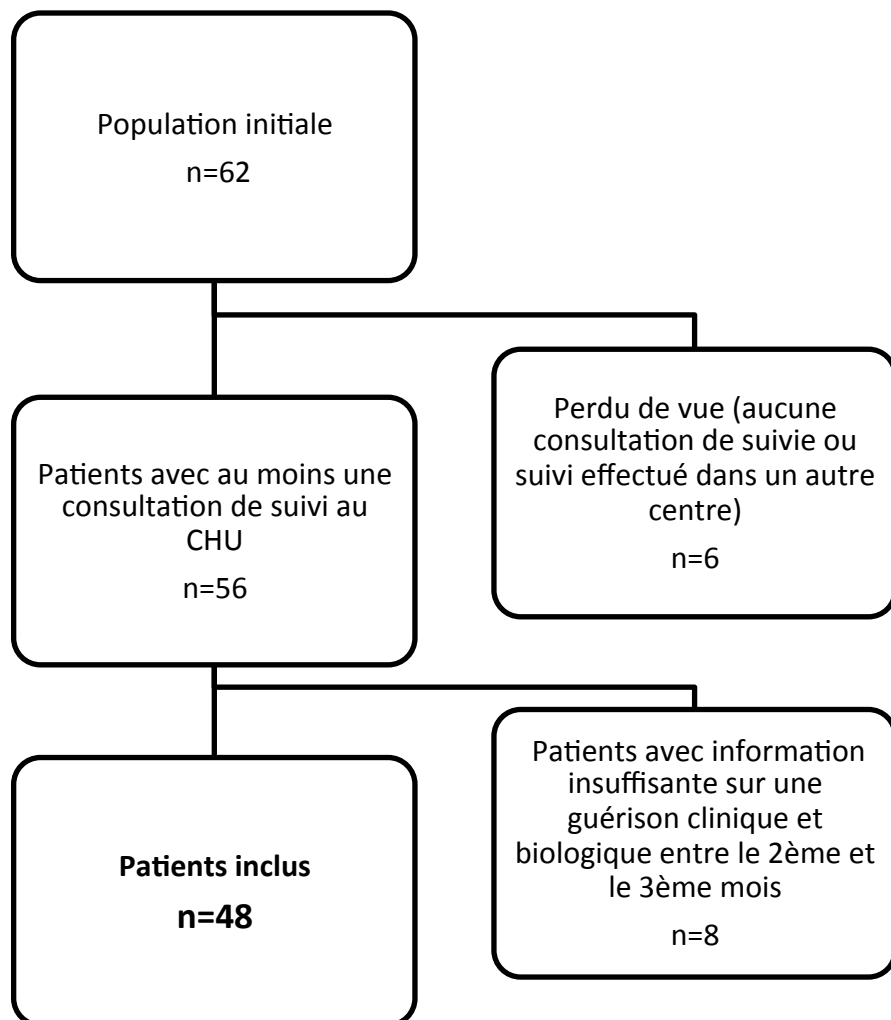 Population initiale
n=62
Perdu de vue (aucune
consultation de suivie ou
suivi effectué dans un autre
centre)
n=6
Patients avec au moins une
consultation de suivi au
CHU
n=56
Patients avec information
insuffisante sur une
guérison clinique et
biologique entre le 2ème et
le 3ème mois
n=8
Patients inclus
n=48